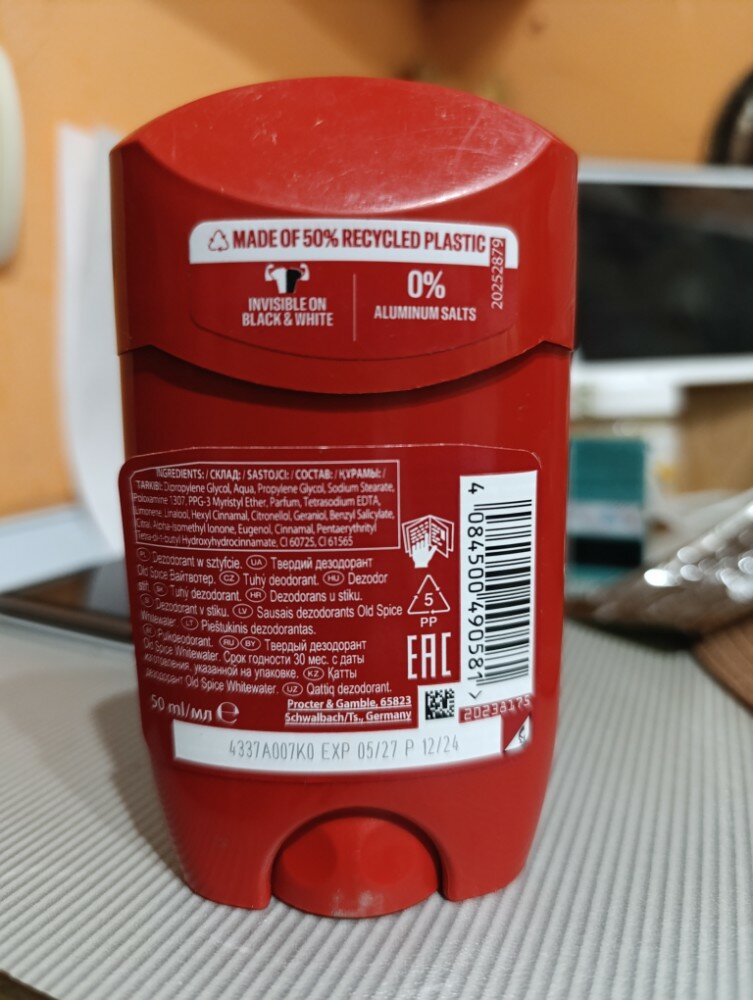 MADE OF 50% RECYCLED PLASTIC
20252879
INVISIBLE ON
BLACK & WHITE
0%
ALUMINUM SALTS
INGREDIENTS: / СКЛАД: / SASTOJCI: / СОСТАВ: / ҚҰРАМЫ: /
TARKIBI: Dipropylene Glycol, Aqua, Propylene Glycol, Sodium Stearate,
Poloxamine 1307, PPG-3 Myristyl Ether, Parfum, Tetrasodium EDTA,
Limonene, Linalool, Hexyl Cinnamal, Citronellol, Geraniol, Benzyl Salicylate,
Citral, Alpha-Isomethyl Ionone, Eugenol, Cinnamal, Pentaerythrityl
Tetra-di-t-butyl Hydroxyhydrocinnamate, CI 60725, CI 61565
PL Dezodorant w sztyfcie. UA Твердий дезодорант
Old Spice Вайтвотер. CZ Tuhý deodorant. HU Dezodor
stift. SK Tuhý dezodorant. HR Dezodorans u stiku.
Dezodorant v stiku. LV Sausais dezodorants Old Spice
Whitewater. LT Pieštukinis dezodorantas.
Pulkdeodorant. RU BY Твердый дезодорант
Old Spice Whitewater. Срок годности 30 мес. с даты
изготовления, указанной на упаковке. KZ Қатты
дезодорант Old Spice Whitewater. UZ Qattiq dezodorant.
50 ml/мл e
Procter & Gamble, 65823
Schwalbach/Ts., Germany
5
PP
EAC
4 084500 490581 >
20238175
4337A007K0 EXP 05/27 P 12/24